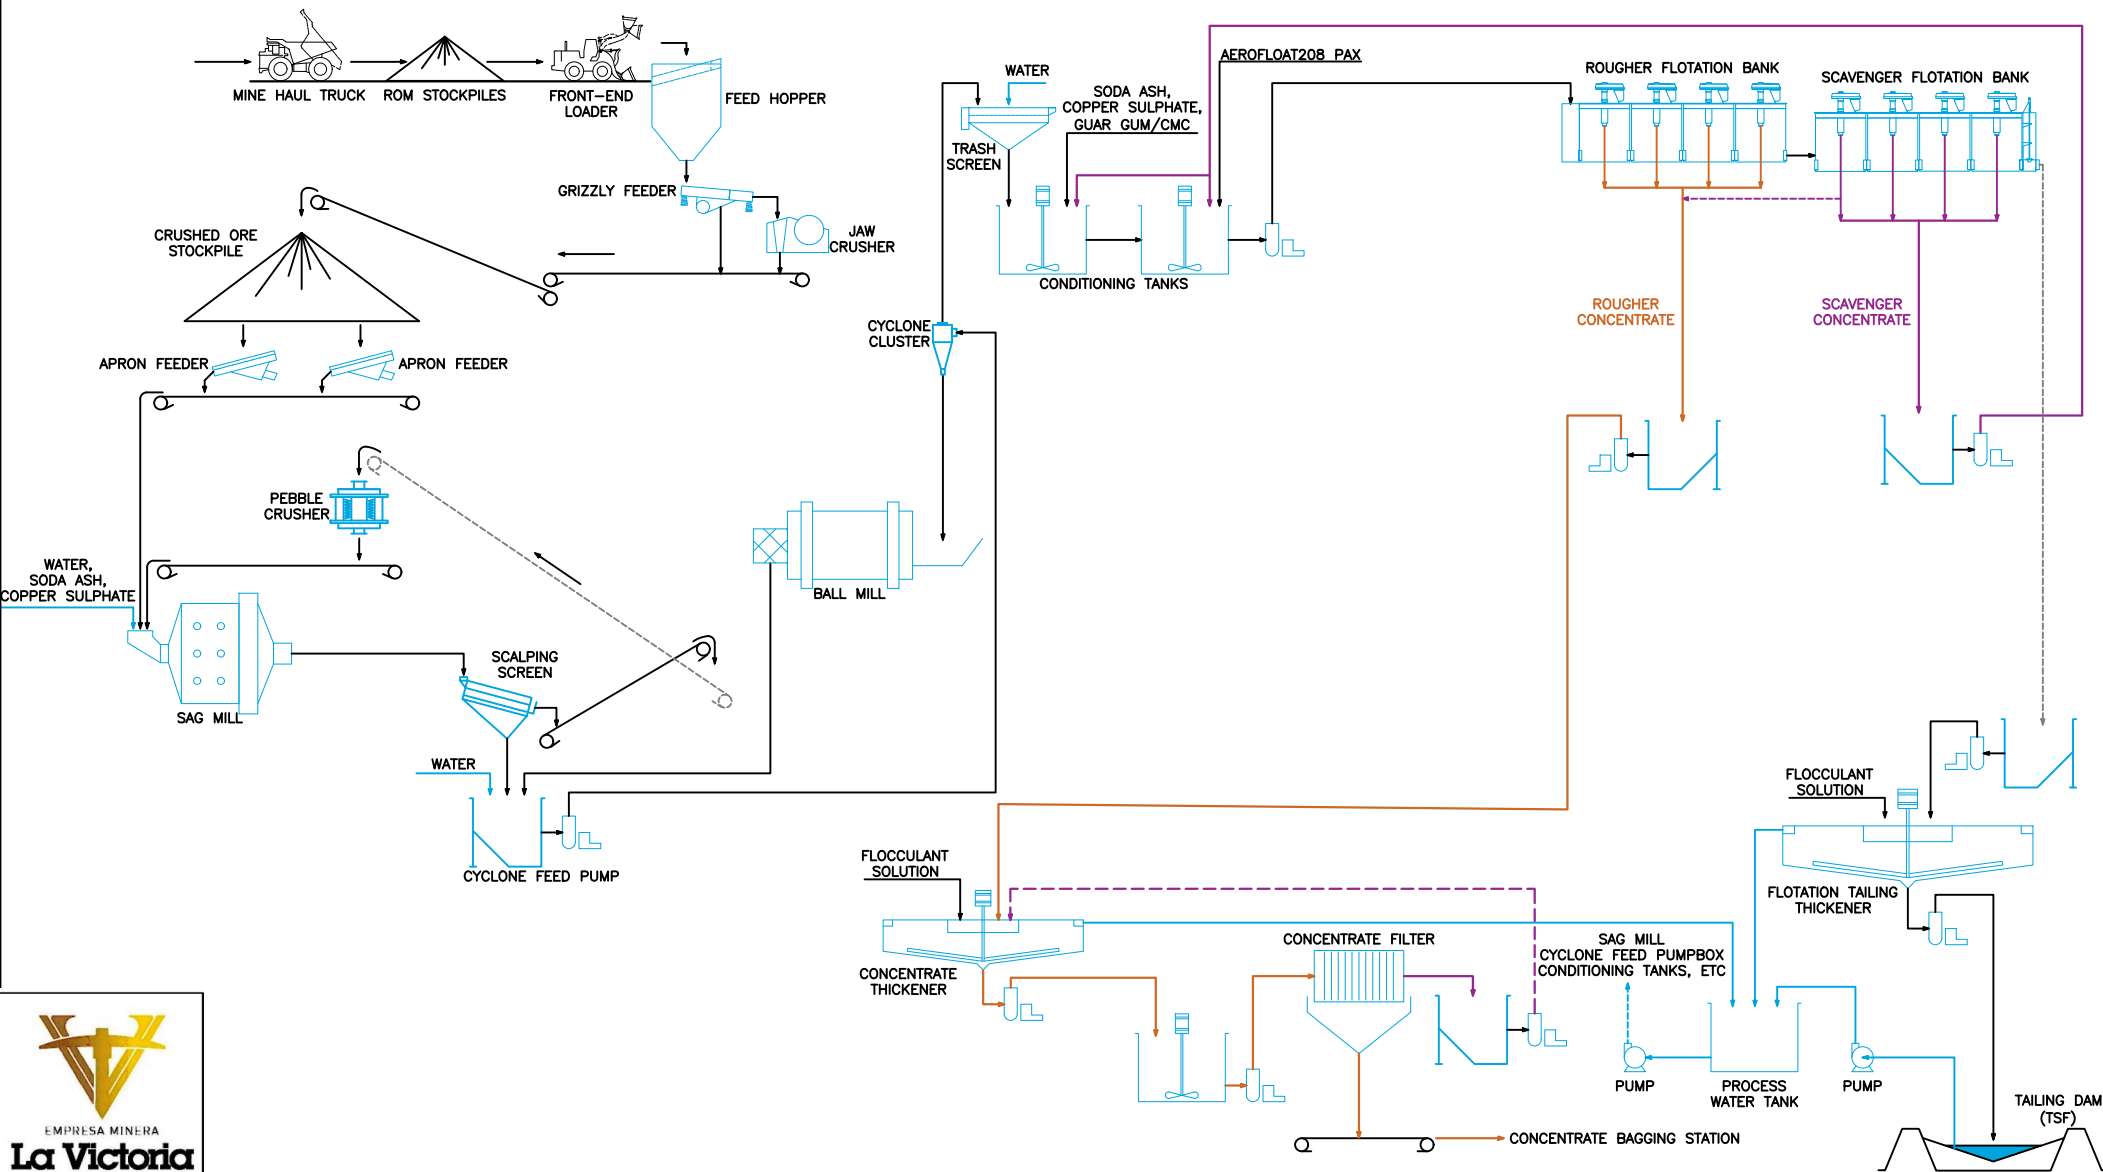 MINE HAUL TRUCK
ROM STOCKPILES
FRONT-END
LOADER
FEED HOPPER
GRIZZLY FEEDER
JAW
CRUSHER
CRUSHED ORE
STOCKPILE
APRON FEEDER
APRON FEEDER
PEBBLE
CRUSHER
WATER,
SODA ASH,
COPPER SULPHATE
SAG MILL
SCALPING
SCREEN
WATER
CYCLONE FEED PUMP
BALL MILL
CYCLONE
CLUSTER
WATER
TRASH
SCREEN
SODA ASH,
COPPER SULPHATE,
GUAR GUM/CMC
AEROFLOAT208 PAX
CONDITIONING TANKS
ROUGHER FLOTATION BANK
SCAVENGER FLOTATION BANK
ROUGHER
CONCENTRATE
SCAVENGER
CONCENTRATE
FLOCCULANT
SOLUTION
FLOTATION TAILING
THICKENER
FLOCCULANT
SOLUTION
CONCENTRATE
THICKENER
CONCENTRATE FILTER
SAG MILL
CYCLONE FEED PUMPBOX
CONDITIONING TANKS, ETC
PUMP
PROCESS
WATER TANK
PUMP
TAILING DAM
(TSF)
CONCENTRATE BAGGING STATION
EMPRESA MINERA
La Victoria